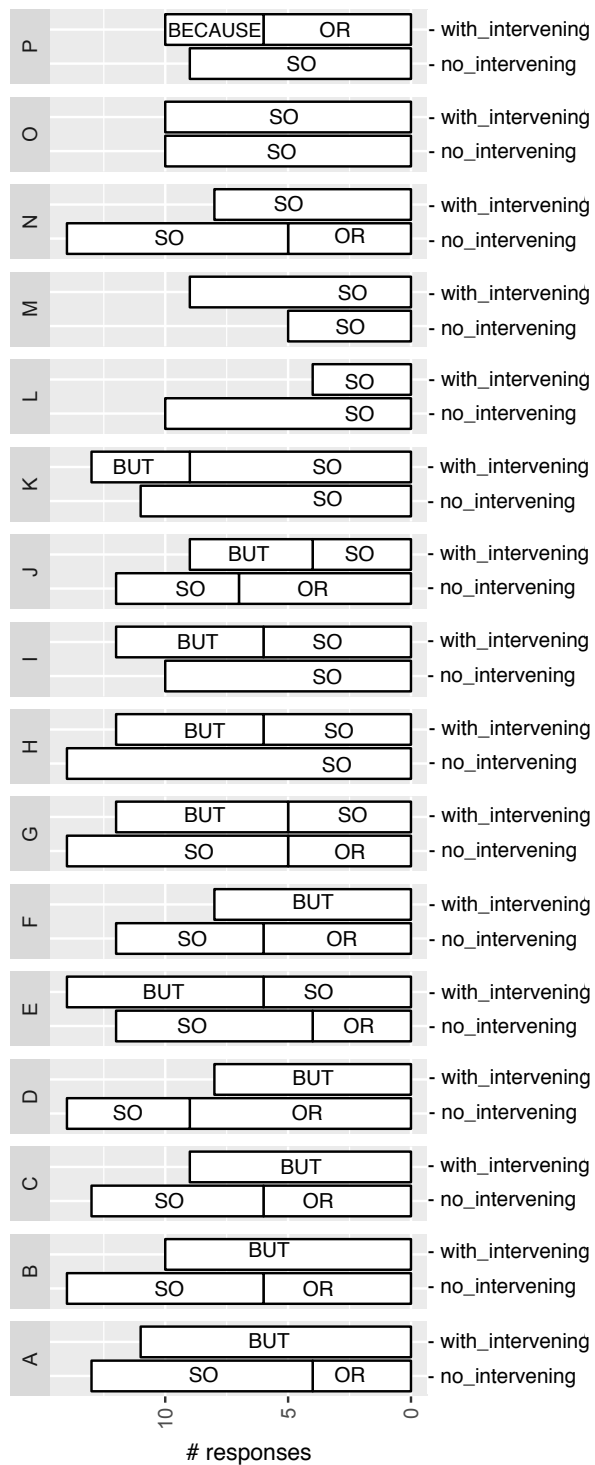 P
BECAUSE OR - with_intervening
SO - no_intervening
O
SO - with_intervening
SO - no_intervening
N
SO - with_intervening
SO OR - no_intervening
M
SO - with_intervening
SO - no_intervening
L
SO - with_intervening
SO - no_intervening
K
BUT SO - with_intervening
SO - no_intervening
J
BUT SO - with_intervening
SO OR - no_intervening
I
BUT SO - with_intervening
SO - no_intervening
H
BUT SO - with_intervening
SO - no_intervening
G
BUT SO - with_intervening
SO OR - no_intervening
F
BUT - with_intervening
SO OR - no_intervening
E
BUT SO - with_intervening
SO OR - no_intervening
D
BUT - with_intervening
SO OR - no_intervening
C
BUT - with_intervening
SO OR - no_intervening
B
BUT - with_intervening
SO OR - no_intervening
A
BUT - with_intervening
SO OR - no_intervening
10 5 0
# responses